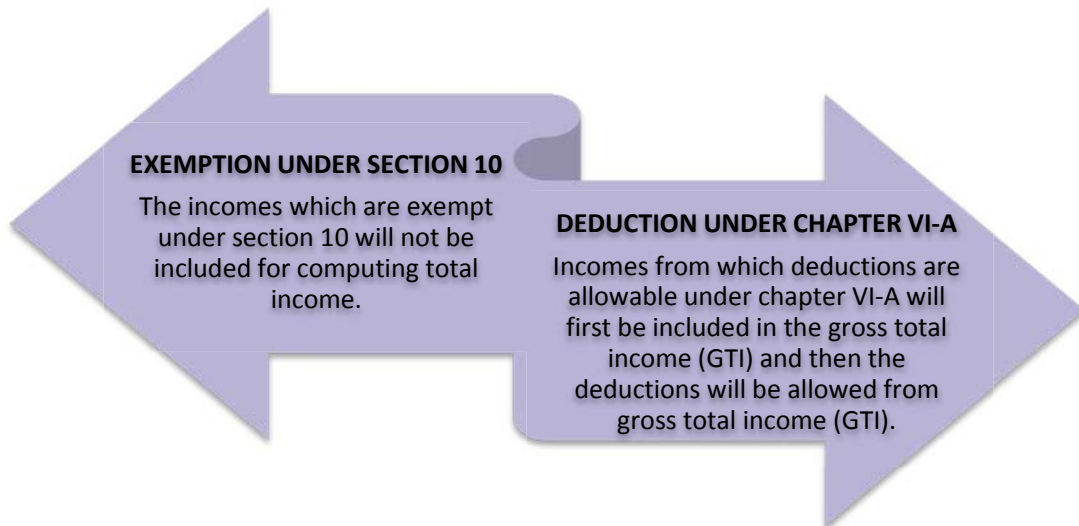 EXEMPTION UNDER SECTION 10
The incomes which are exempt
under section 10 will not be
included for computing total
income.
DEDUCTION UNDER CHAPTER VI-A
Incomes from which deductions are
allowable under chapter VI-A will
first be included in the gross total
income (GTI) and then the
deductions will be allowed from
gross total income (GTI).